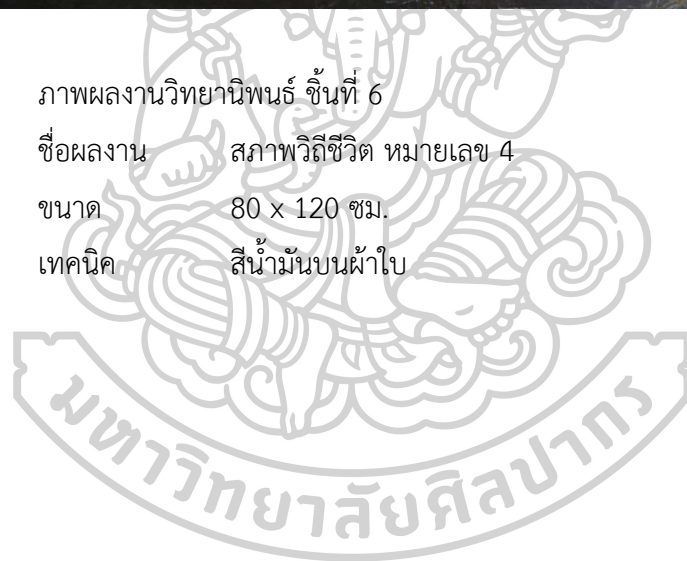 ภาพผลงานวิทยานิพนธ์ ชิ้นที่ 6
ชื่อผลงาน สภาพวิถีชีวิต หมายเลข 4
ขนาด 80 x 120 ซม.
เทคนิค สีน้ำมันบนผ้าใบ
มหาวิทยาลัยศิลปากร